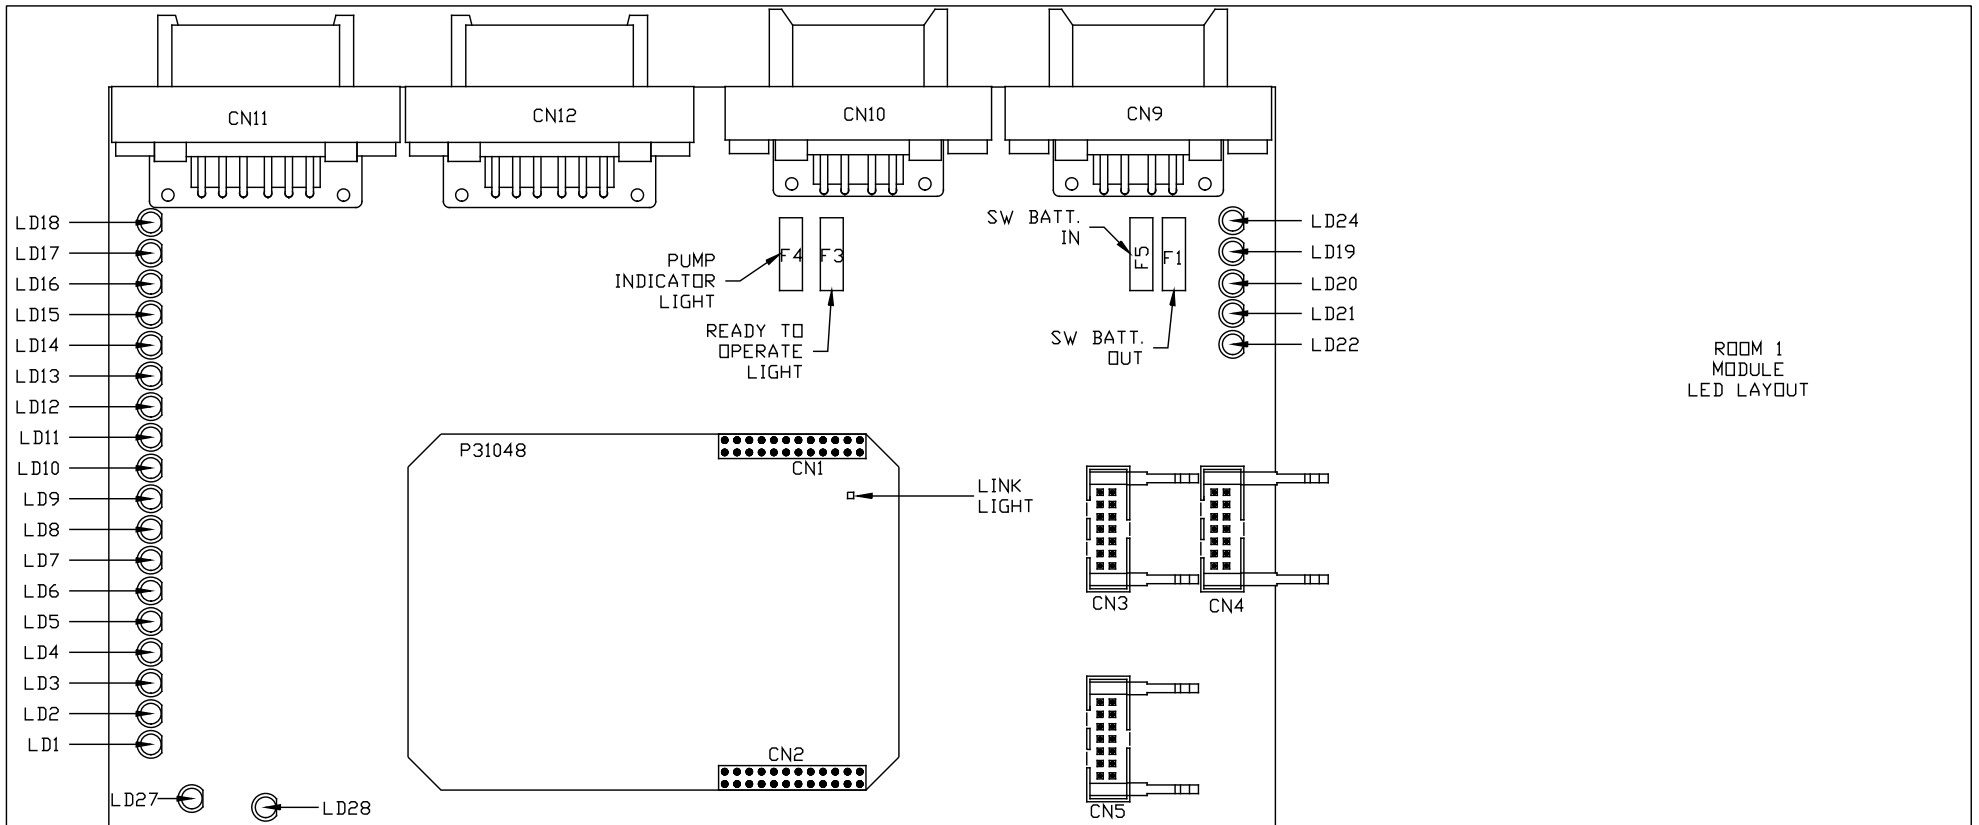 CN11
CN12
CN10
CN9
LD18
LD17
LD16
LD15
LD14
LD13
LD12
LD11
LD10
LD9
LD8
LD7
LD6
LD5
LD4
LD3
LD2
LD1
LD27
LD28
PUMP
INDICATOR
LIGHT
F4
F3
READY TO
OPERATE
LIGHT
SW BATT.
IN
F5
F1
SW BATT.
OUT
LD24
LD19
LD20
LD21
LD22
ROOM 1
MODULE
LED LAYOUT
P31048
CN1
LINK
LIGHT
CN2
CN3
CN4
CN5